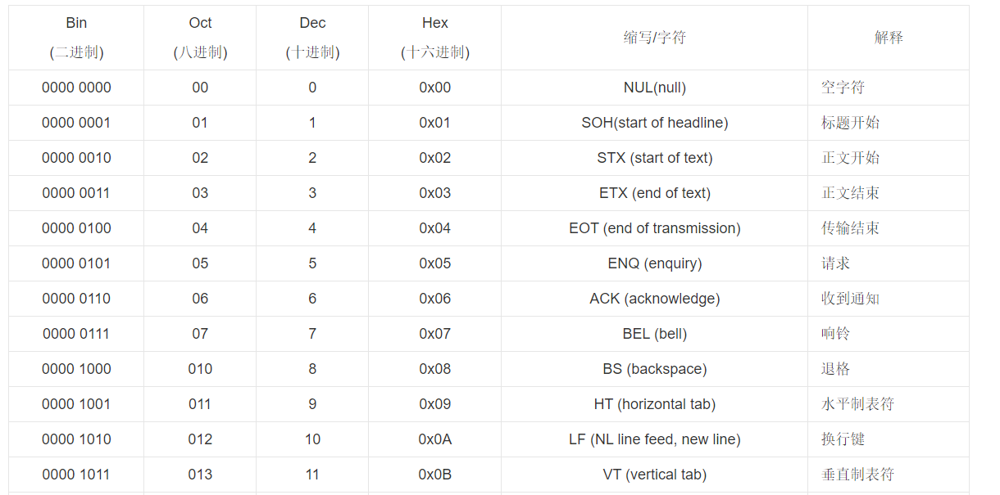 Bin Oct Dec Hex 缩写/字符 解释
(二进制) (八进制) (十进制) (十六进制)
0000 0000 00 0 0x00 NUL(null) 空字符
0000 0001 01 1 0x01 SOH(start of headline) 标题开始
0000 0010 02 2 0x02 STX (start of text) 正文开始
0000 0011 03 3 0x03 ETX (end of text) 正文结束
0000 0100 04 4 0x04 EOT (end of transmission) 传输结束
0000 0101 05 5 0x05 ENQ (enquiry) 请求
0000 0110 06 6 0x06 ACK (acknowledge) 收到通知
0000 0111 07 7 0x07 BEL (bell) 响铃
0000 1000 010 8 0x08 BS (backspace) 退格
0000 1001 011 9 0x09 HT (horizontal tab) 水平制表符
0000 1010 012 10 0x0A LF (NL line feed, new line) 换行键
0000 1011 013 11 0x0B VT (vertical tab) 垂直制表符